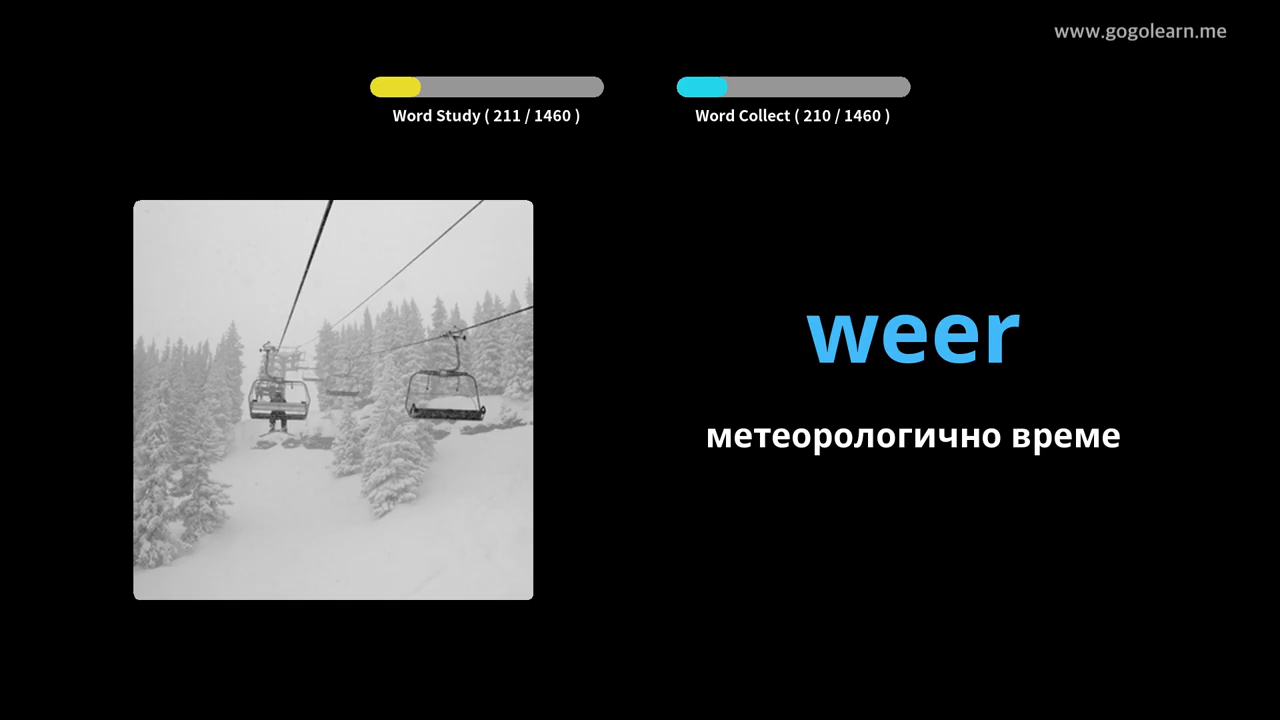 www.gogolearn.me
Word Study ( 211 / 1460 )
Word Collect ( 210 / 1460 )
weer
метеорологично време